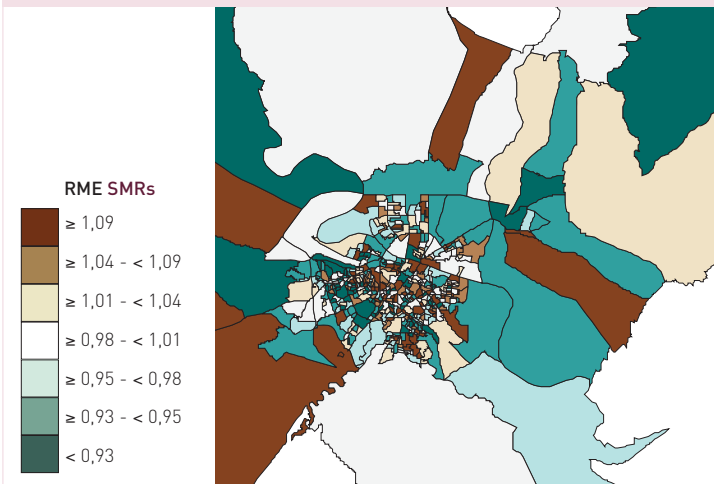 RME SMRs
≥ 1,09
≥ 1,04 - < 1,09
≥ 1,01 - < 1,04
≥ 0,98 - < 1,01
≥ 0,95 - < 0,98
≥ 0,93 - < 0,95
< 0,93